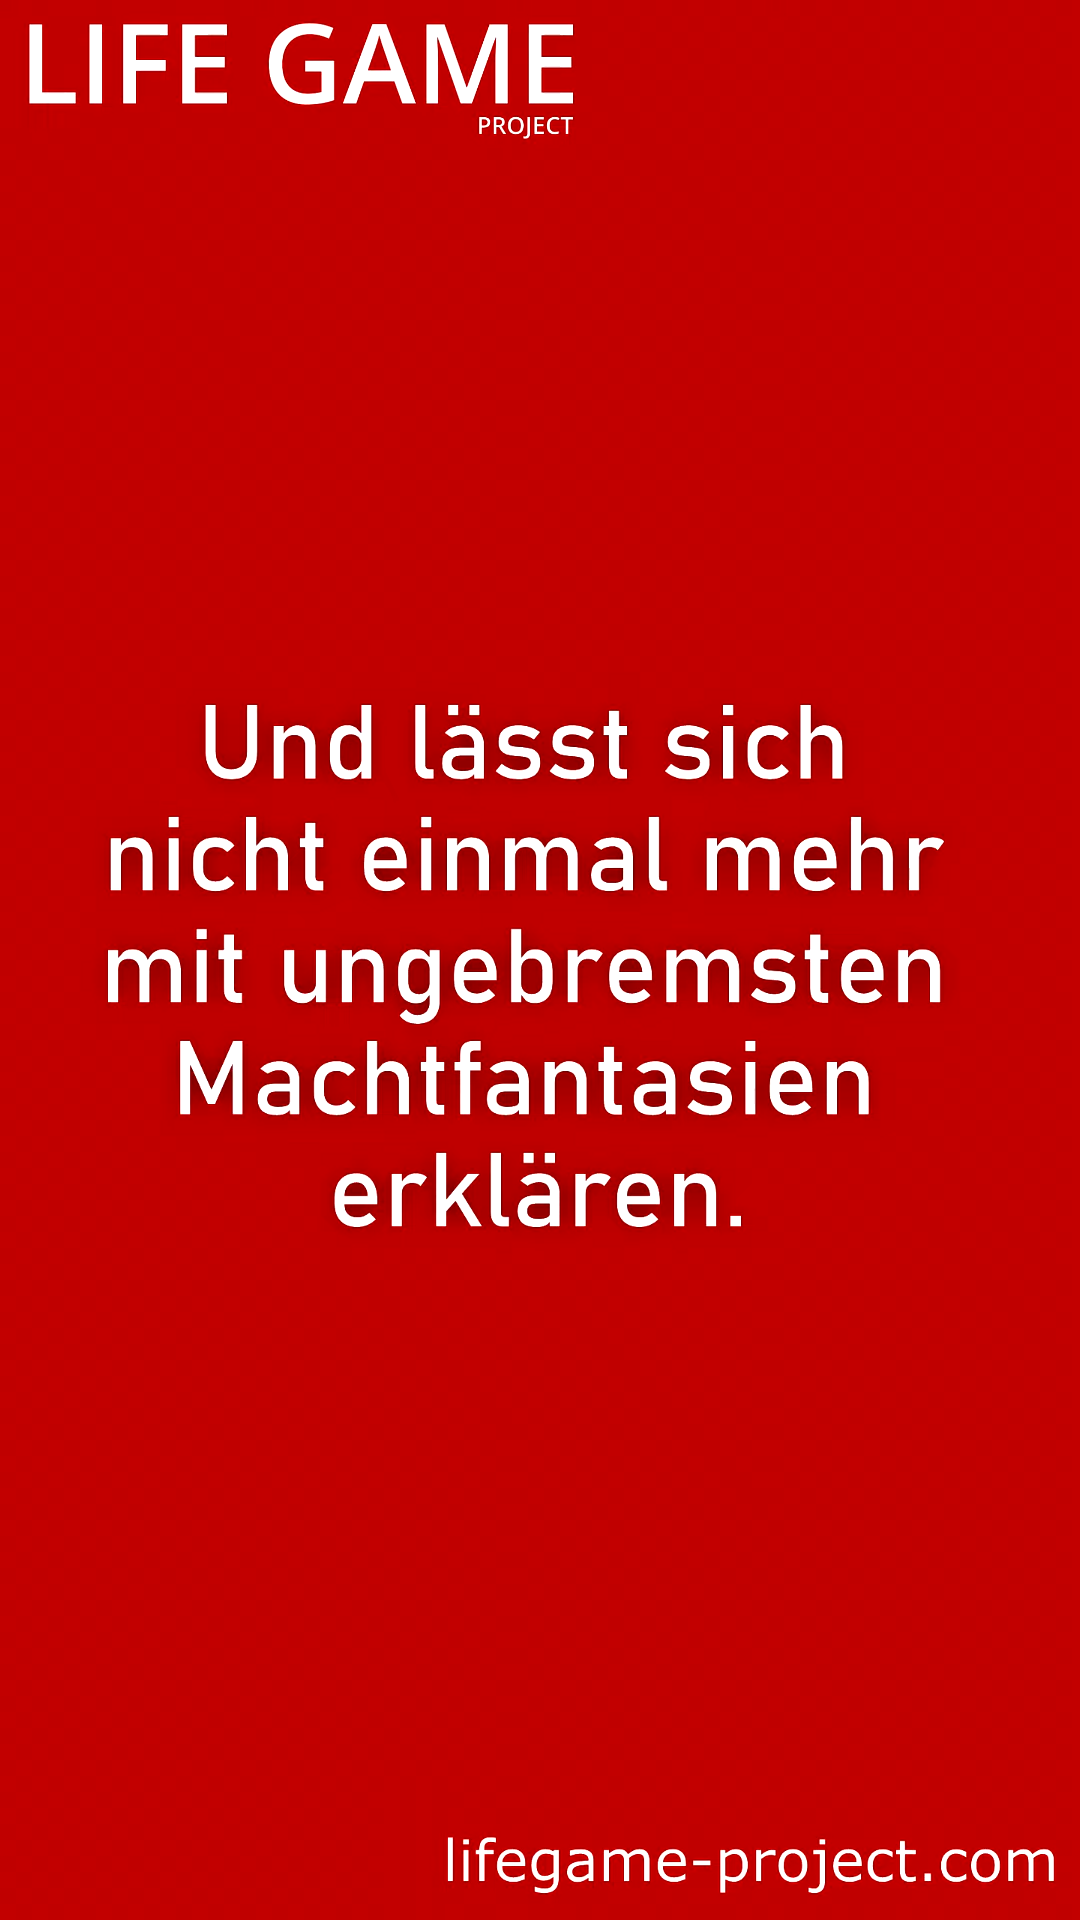 LIFE GAME
PROJECT
Und lässt sich
nicht einmal mehr
mit ungebremsten
Machtfantasien
erklären.
lifegame-project.com